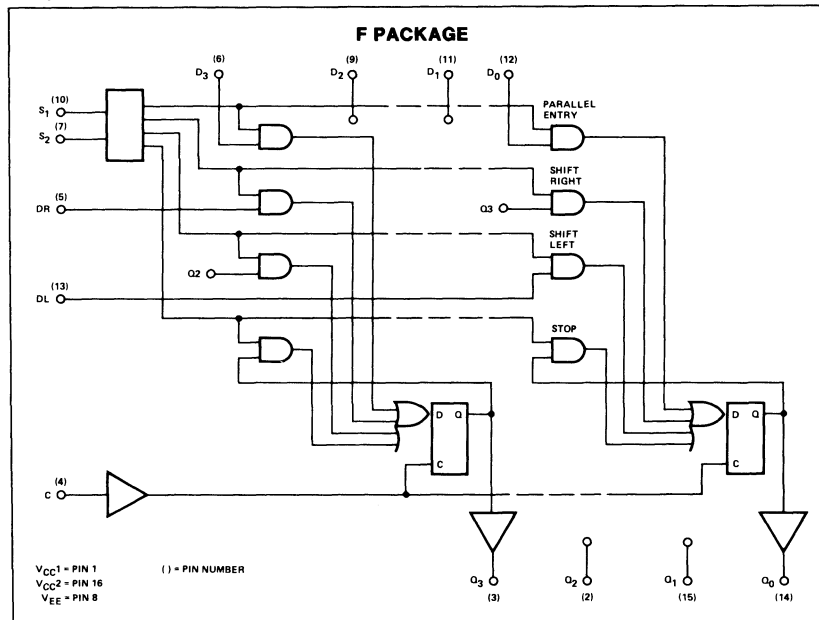 F PACKAGE
(6) (9) (11) (12)
D3 D2 D1 D0
(10)
S1
(7)
S2
PARALLEL
ENTRY
(5)
DR
SHIFT
RIGHT
Q3
SHIFT
LEFT
Q2
(13)
DL
STOP
D Q
C
D Q
C
(4)
C
VCC1 = PIN 1
( ) = PIN NUMBER
VCC2 = PIN 16
VEE = PIN 8
Q3 Q2 Q1 Q0
(3) (2) (15) (14)